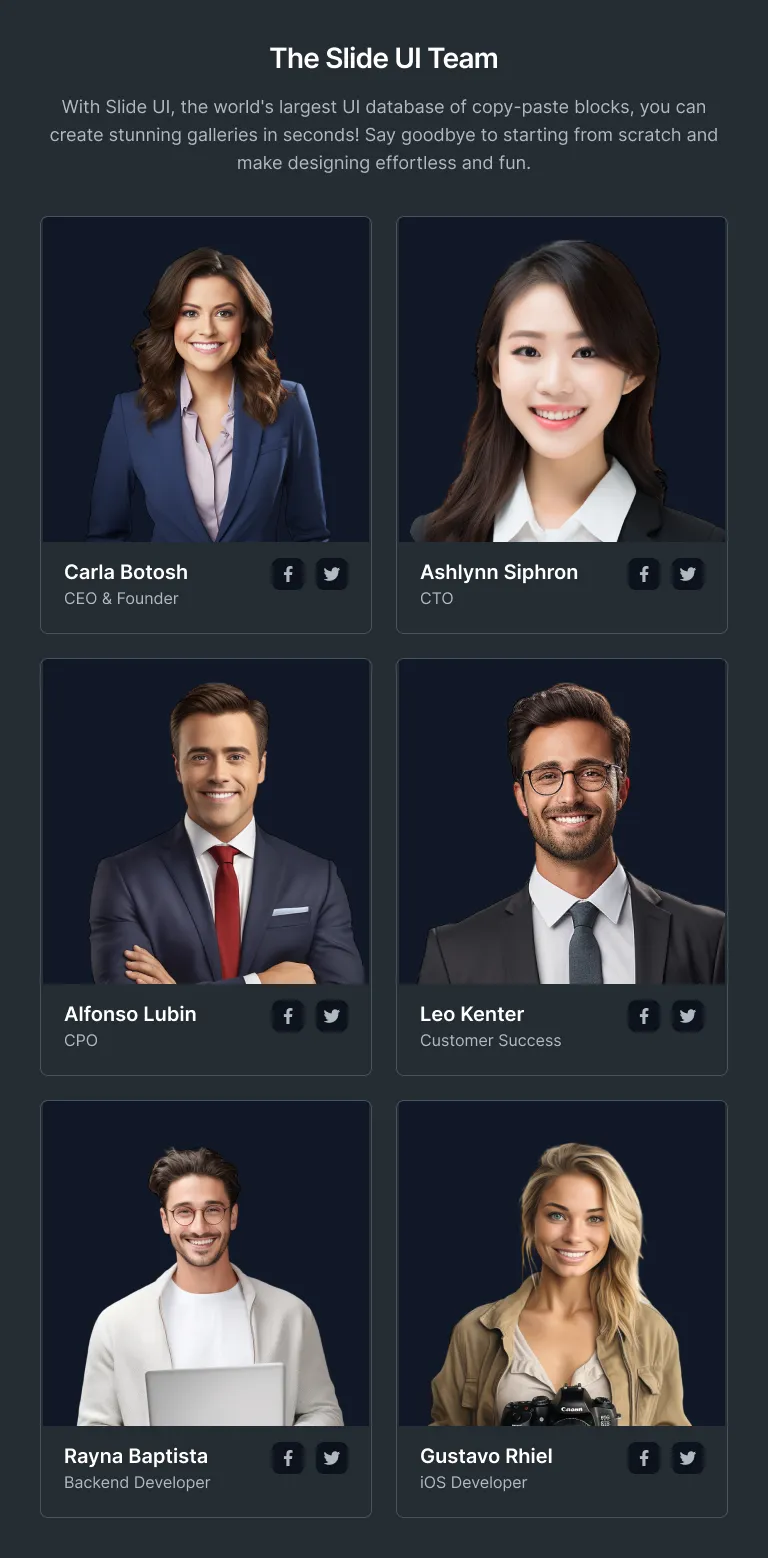 The Slide UI Team
With Slide UI, the world's largest UI database of copy-paste blocks, you can
create stunning galleries in seconds! Say goodbye to starting from scratch and
make designing effortless and fun.
Carla Botosh
CEO & Founder
Ashlynn Siphron
CTO
Alfonso Lubin
CPO
Leo Kenter
Customer Success
Canon
Rayna Baptista
Backend Developer
Gustavo Rhiel
iOS Developer